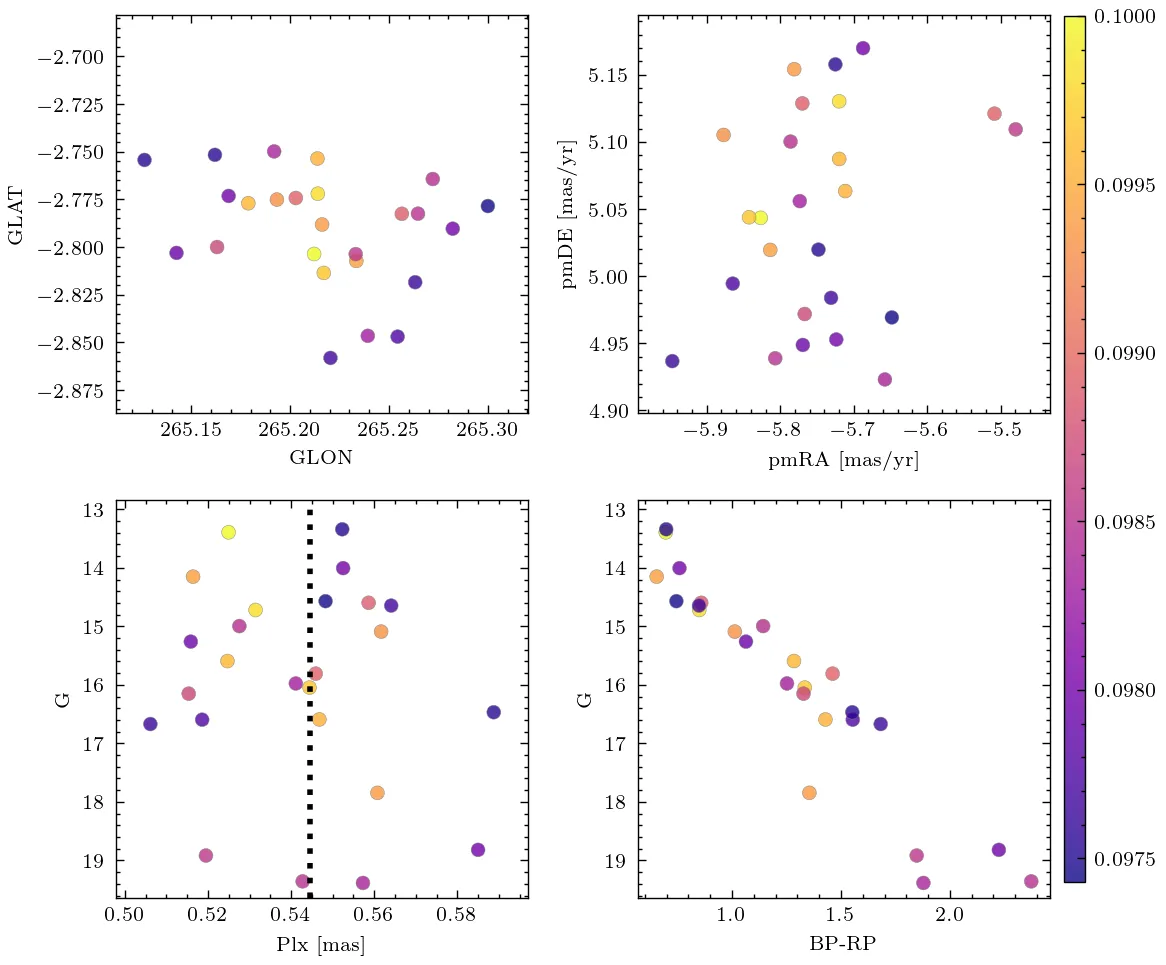 −2.700
−2.725
−2.750
−2.775
−2.800
−2.825
−2.850
−2.875
GLAT
265.15 265.20 265.25 265.30
GLON
5.15
5.10
5.05
5.00
4.95
4.90
pmDE [mas/yr]
−5.9 −5.8 −5.7 −5.6 −5.5
pmRA [mas/yr]
0.1000
0.0995
0.0990
0.0985
0.0980
0.0975
13
14
15
16
17
18
19
G
0.50 0.52 0.54 0.56 0.58
Plx [mas]
13
14
15
16
17
18
19
G
1.0 1.5 2.0
BP-RP